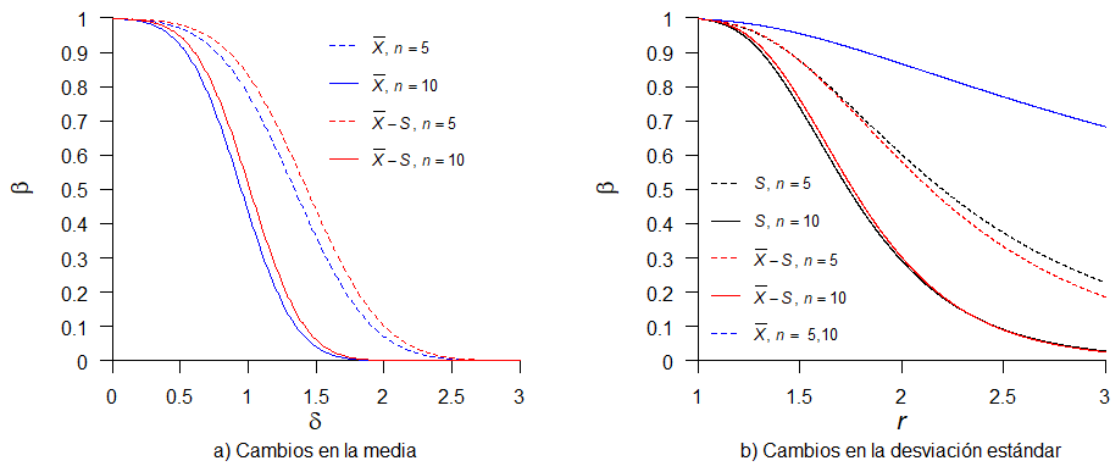 1
0.9
0.8
0.7
0.6
0.5
0.4
0.3
0.2
0.1
0
β
X̅, n = 5
X̅, n = 10
X̅ − S, n = 5
X̅ − S, n = 10
0 0.5 1 1.5 2 2.5 3
δ
a) Cambios en la media
1
0.9
0.8
0.7
0.6
0.5
0.4
0.3
0.2
0.1
0
β
S, n = 5
S, n = 10
X̅ − S, n = 5
X̅ − S, n = 10
X̅, n = 5,10
1 1.5 2 2.5 3
r
b) Cambios en la desviación estándar